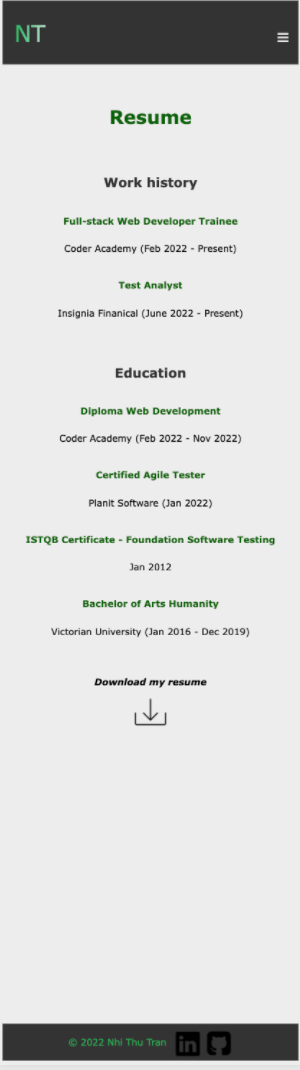 NT
Resume
Work history
Full-stack Web Developer Trainee
Coder Academy (Feb 2022 - Present)
Test Analyst
Insignia Finanical (June 2022 - Present)
Education
Diploma Web Development
Coder Academy (Feb 2022 - Nov 2022)
Certified Agile Tester
Planit Software (Jan 2022)
ISTQB Certificate - Foundation Software Testing
Jan 2012
Bachelor of Arts Humanity
Victorian University (Jan 2016 - Dec 2019)
Download my resume
© 2022 Nhi Thu Tran in